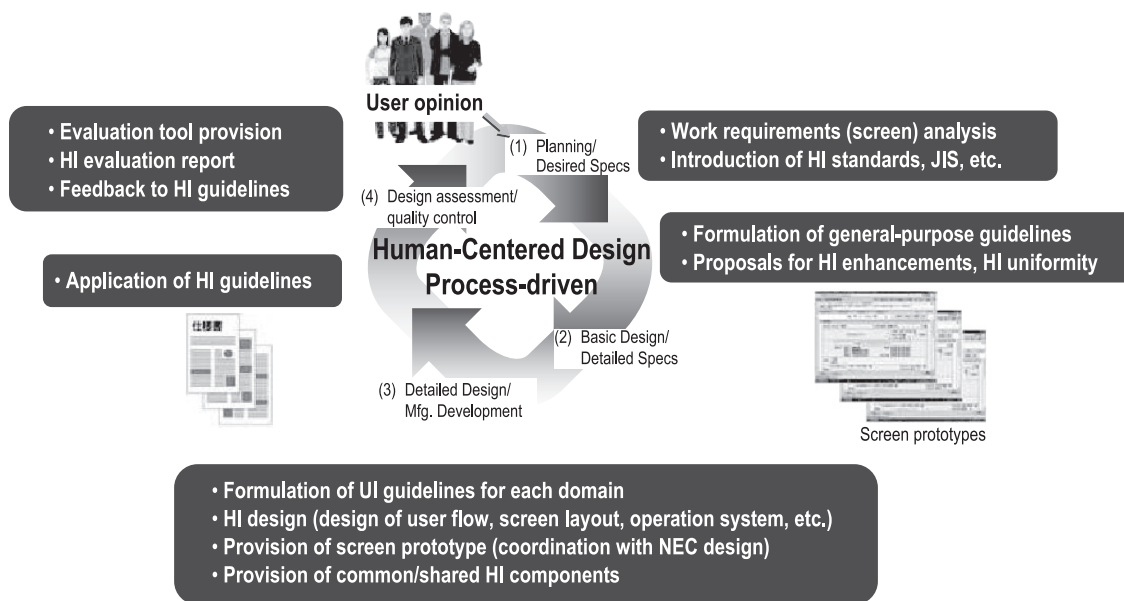 User opinion
• Evaluation tool provision
• HI evaluation report
• Feedback to HI guidelines
(1) Planning/
Desired Specs
• Work requirements (screen) analysis
• Introduction of HI standards, JIS, etc.
(4) Design assessment/
quality control
Human-Centered Design
Process-driven
• Formulation of general-purpose guidelines
• Proposals for HI enhancements, HI uniformity
• Application of HI guidelines
仕様書
(2) Basic Design/
Detailed Specs
(3) Detailed Design/
Mfg. Development
Screen prototypes
• Formulation of UI guidelines for each domain
• HI design (design of user flow, screen layout, operation system, etc.)
• Provision of screen prototype (coordination with NEC design)
• Provision of common/shared HI components